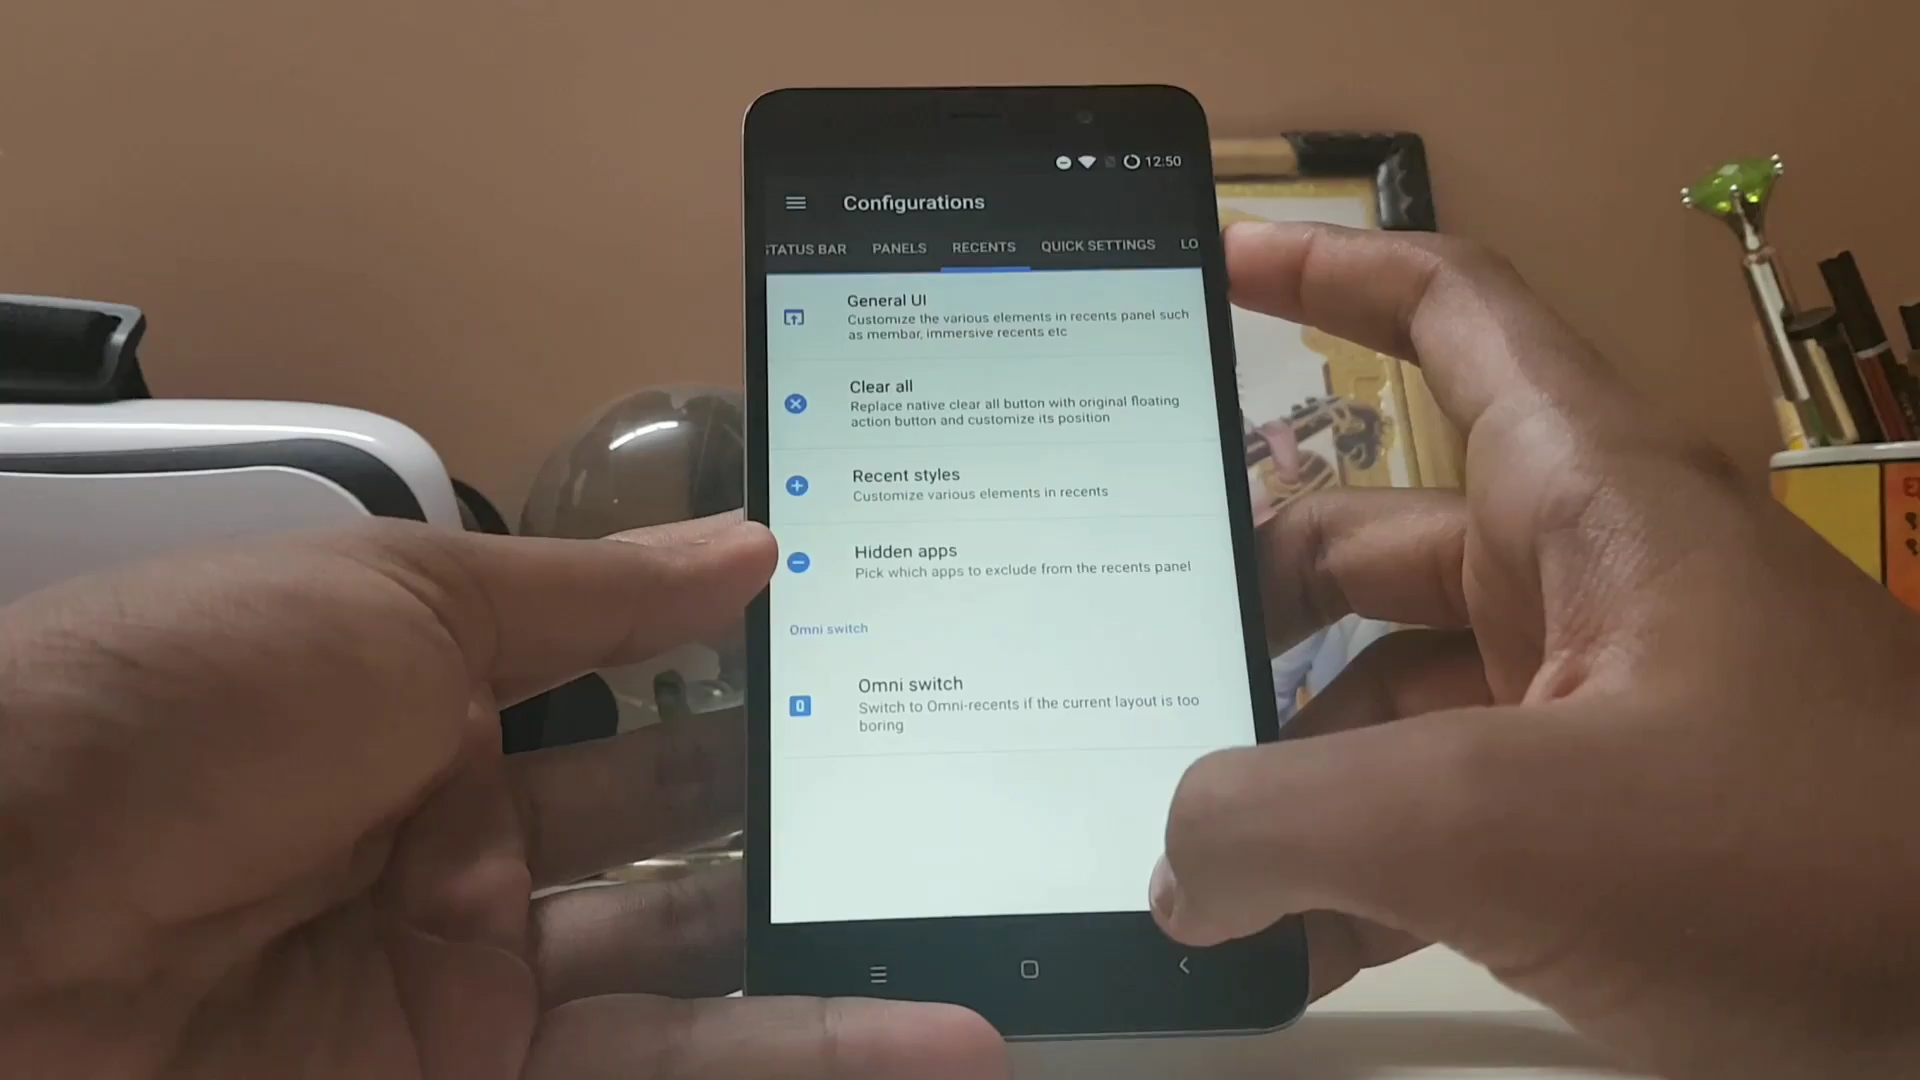 12:50
Configurations
TATUS BAR PANELS RECENTS QUICK SETTINGS LO
General UI
Customize the various elements in recents panel such
as membar, immersive recents etc
Clear all
Replace native clear all button with original floating
action button and customize its position
Recent styles
Customize various elements in recents
Hidden apps
Pick which apps to exclude from the recents panel
Omni switch
Omni switch
Switch to Omni-recents if the current layout is too
boring